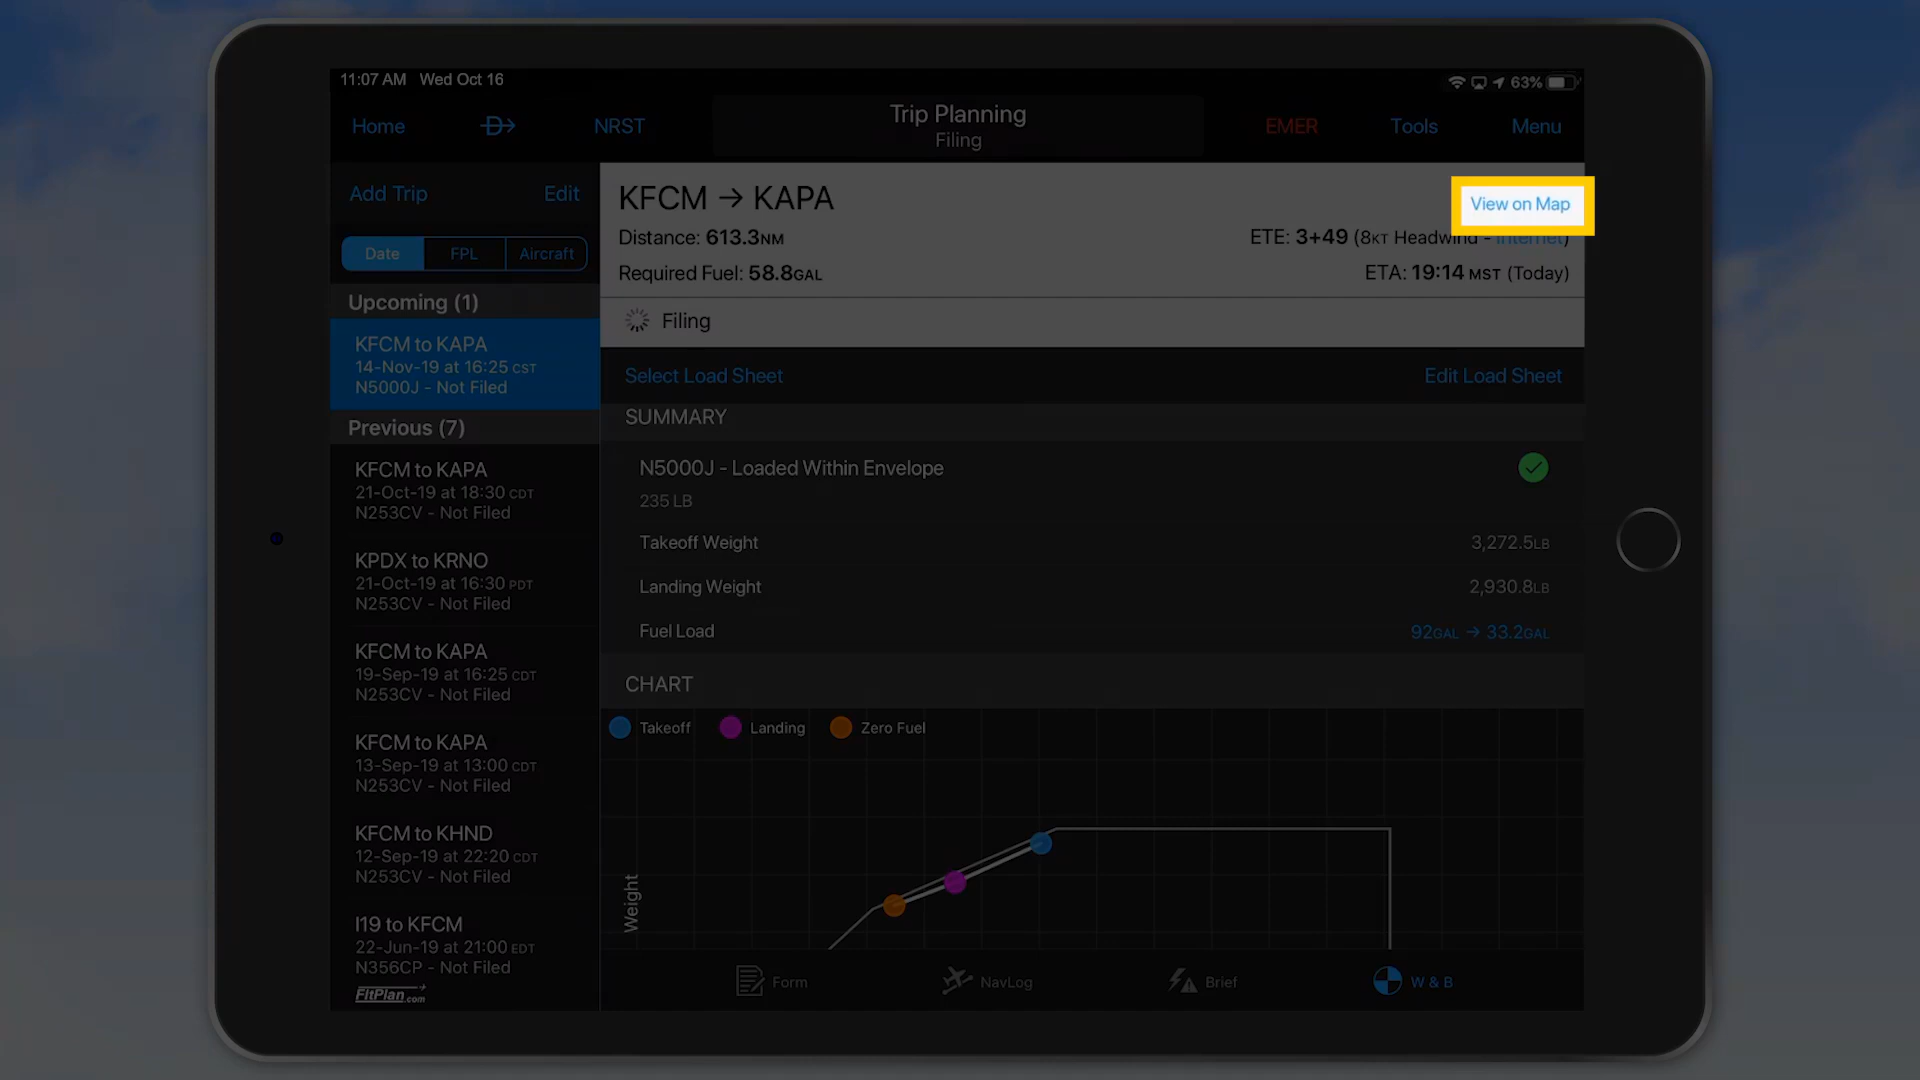 11:07 AM Wed Oct 16
63%
Home
NRST
Trip Planning
Filing
EMER
Tools
Menu
Add Trip
Edit
Date
FPL
Aircraft
Upcoming (1)
KFCM to KAPA
14-Nov-19 at 16:25 CST
N5000J - Not Filed
Previous (7)
KFCM to KAPA
21-Oct-19 at 18:30 CDT
N253CV - Not Filed
KPDX to KRNO
21-Oct-19 at 16:30 PDT
N253CV - Not Filed
KFCM to KAPA
19-Sep-19 at 16:25 CDT
N253CV - Not Filed
KFCM to KAPA
13-Sep-19 at 13:00 CDT
N253CV - Not Filed
KFCM to KHND
12-Sep-19 at 22:20 CDT
N253CV - Not Filed
I19 to KFCM
22-Jun-19 at 21:00 EDT
N356CP - Not Filed
FltPlan.com
KFCM → KAPA
View on Map
Distance: 613.3NM
ETE: 3+49 (8KT Headwind - Internet)
Required Fuel: 58.8GAL
ETA: 19:14 MST (Today)
Filing
Select Load Sheet
Edit Load Sheet
SUMMARY
N5000J - Loaded Within Envelope
235 LB
Takeoff Weight
3,272.5LB
Landing Weight
2,930.8LB
Fuel Load
92GAL → 33.2GAL
CHART
Takeoff
Landing
Zero Fuel
Weight
Form
NavLog
Brief
W & B